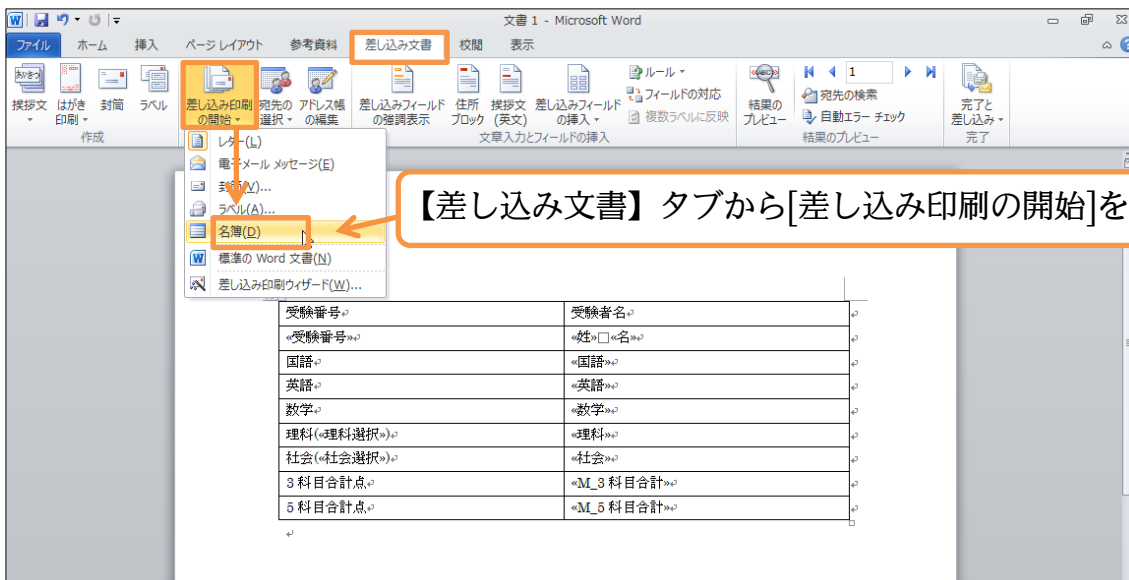 文書 1 - Microsoft Word
ファイル ホーム 挿入 ページ レイアウト 参考資料 差し込み文書 校閲 表示
挨拶文 はがき印刷 封筒 ラベル 差し込み印刷の開始 宛先の選択 アドレス帳の編集 差し込みフィールドの強調表示 住所ブロック 挨拶文(英文) 差し込みフィールドの挿入 ルール フィールドの対応 複数ラベルに反映 結果のプレビュー 1 宛先の検索 自動エラー チェック 完了と差し込み
作成 文章入力とフィールドの挿入 結果のプレビュー 完了
レター(L)
電子メール メッセージ(E)
封筒(V)...
ラベル(A)...
名簿(D)
標準の Word 文書(N)
差し込み印刷ウィザード(W)...
【差し込み文書】タブから[差し込み印刷の開始]を
受験番号 受験者名
«受験番号» «姓»□«名»
国語 «国語»
英語 «英語»
数学 «数学»
理科(«理科選択») «理科»
社会(«社会選択») «社会»
3 科目合計点 «M_3 科目合計»
5 科目合計点 «M_5 科目合計»